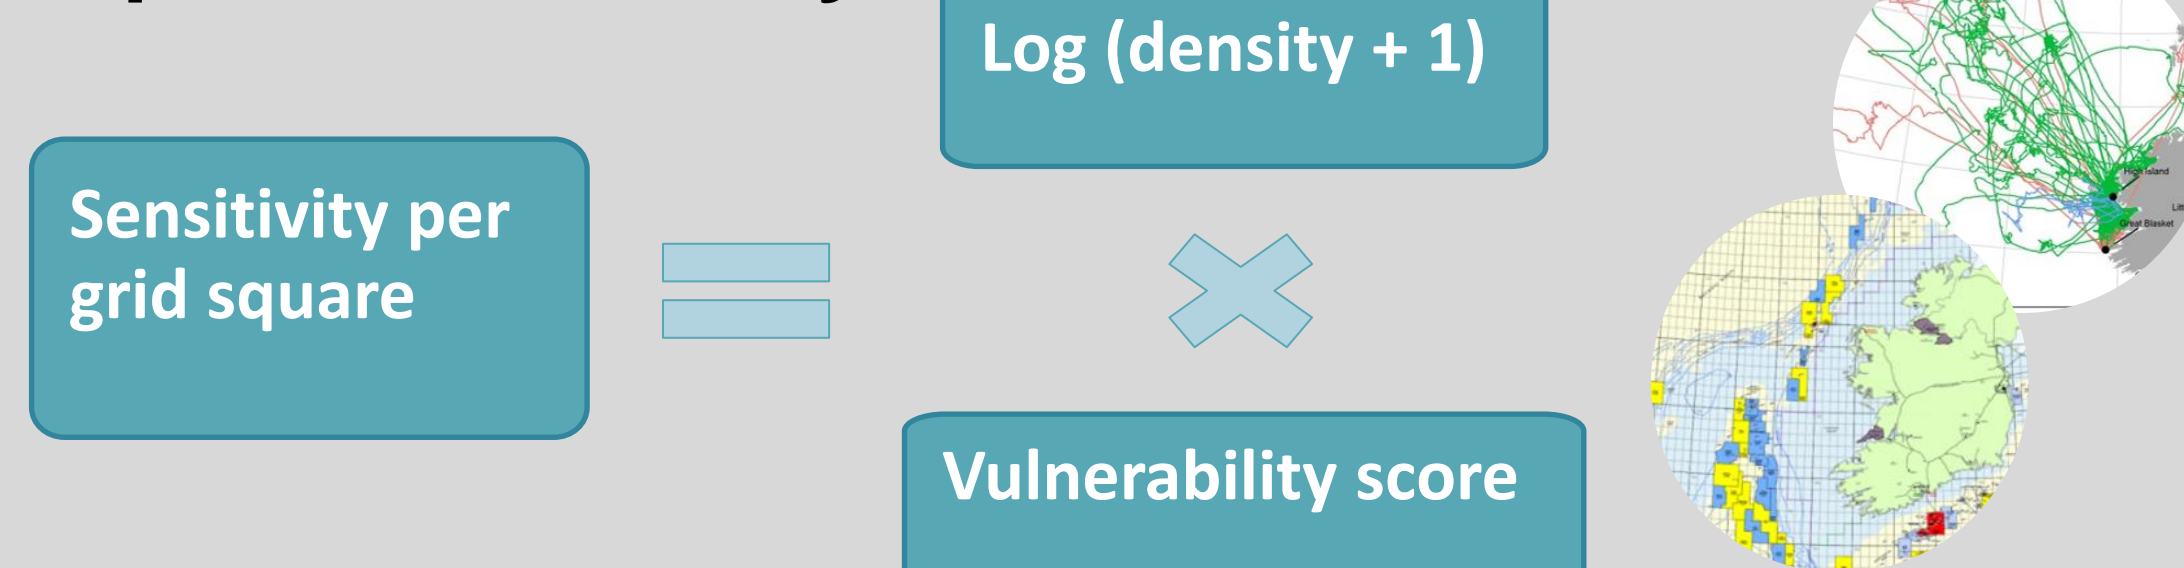 Log (density + 1)
Sensitivity per
grid square
Vulnerability score
High Island
Great Blasket